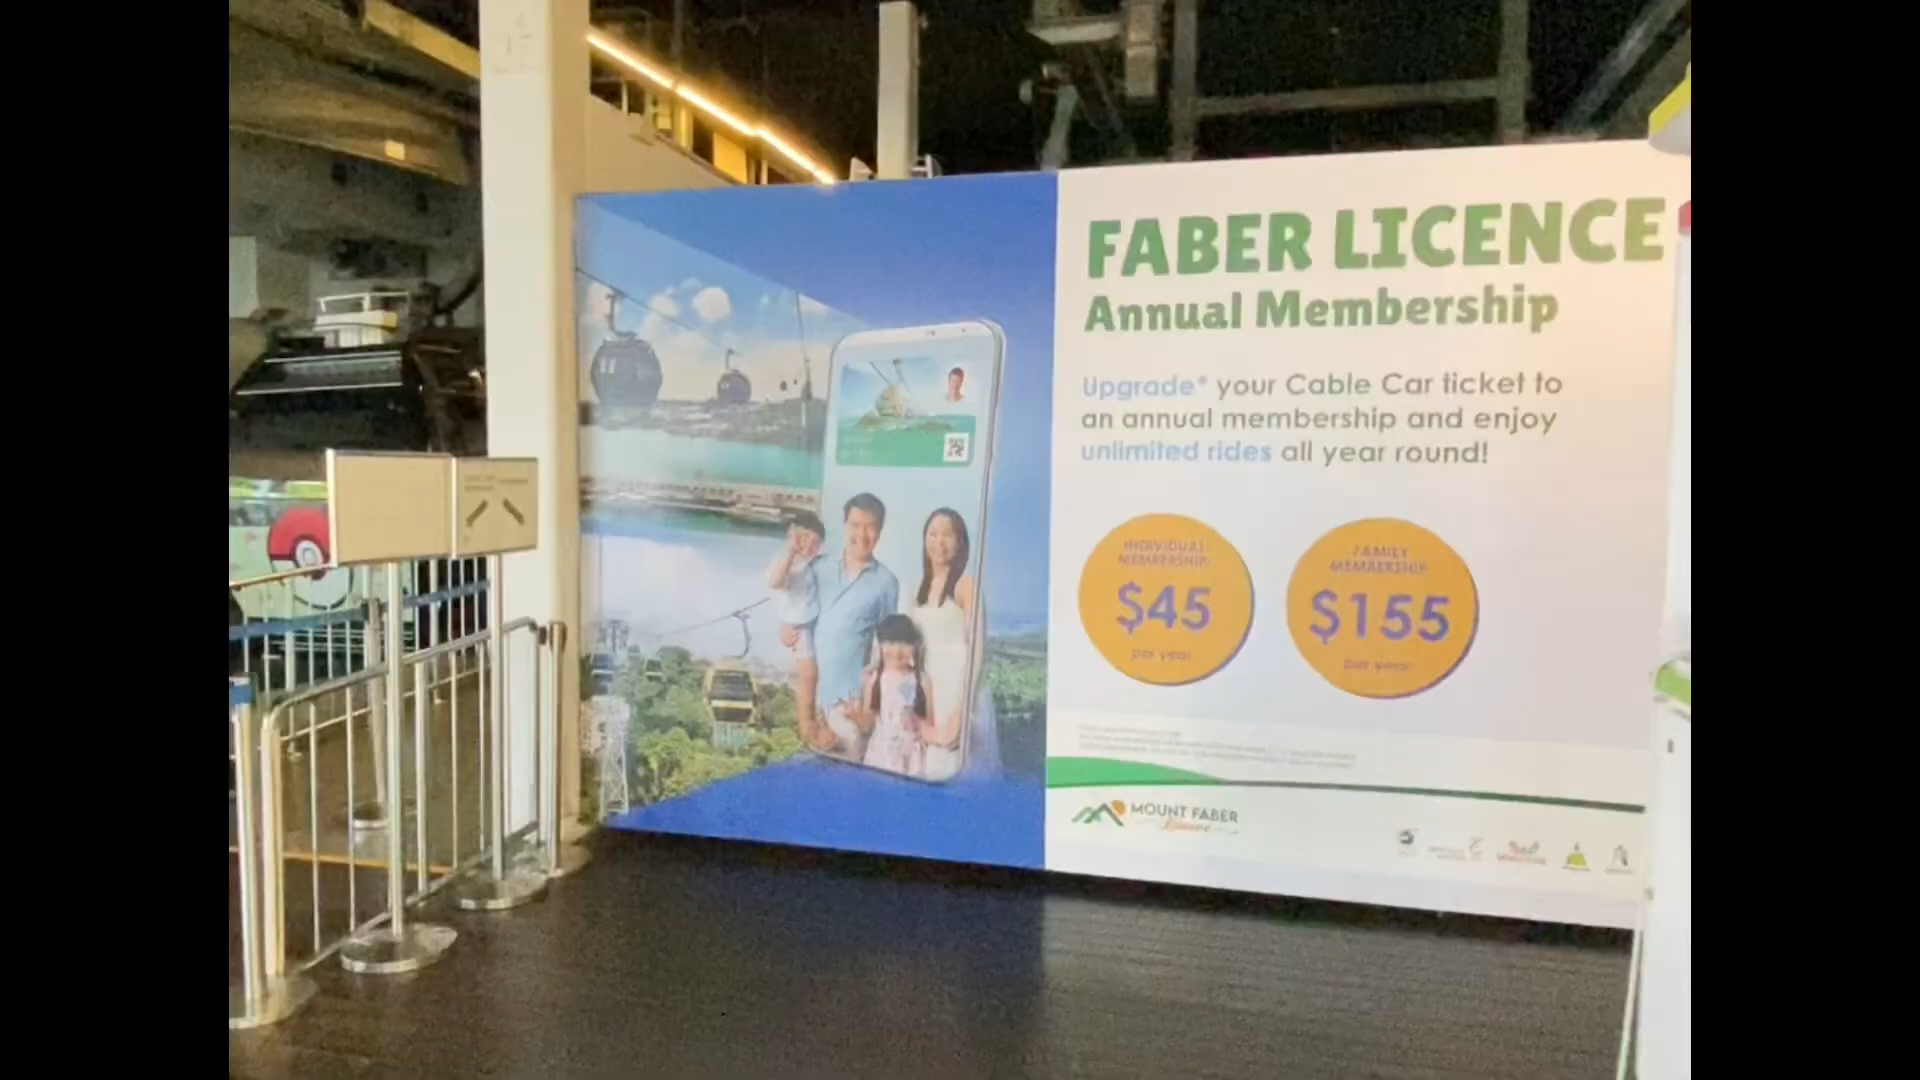 FABER LICENCE
Annual Membership
Upgrade* your Cable Car ticket to
an annual membership and enjoy
unlimited rides all year round!
INDIVIDUAL
MEMBERSHIP
$45
per year
FAMILY
MEMBERSHIP
$155
per year
MOUNT FABER
Leisure